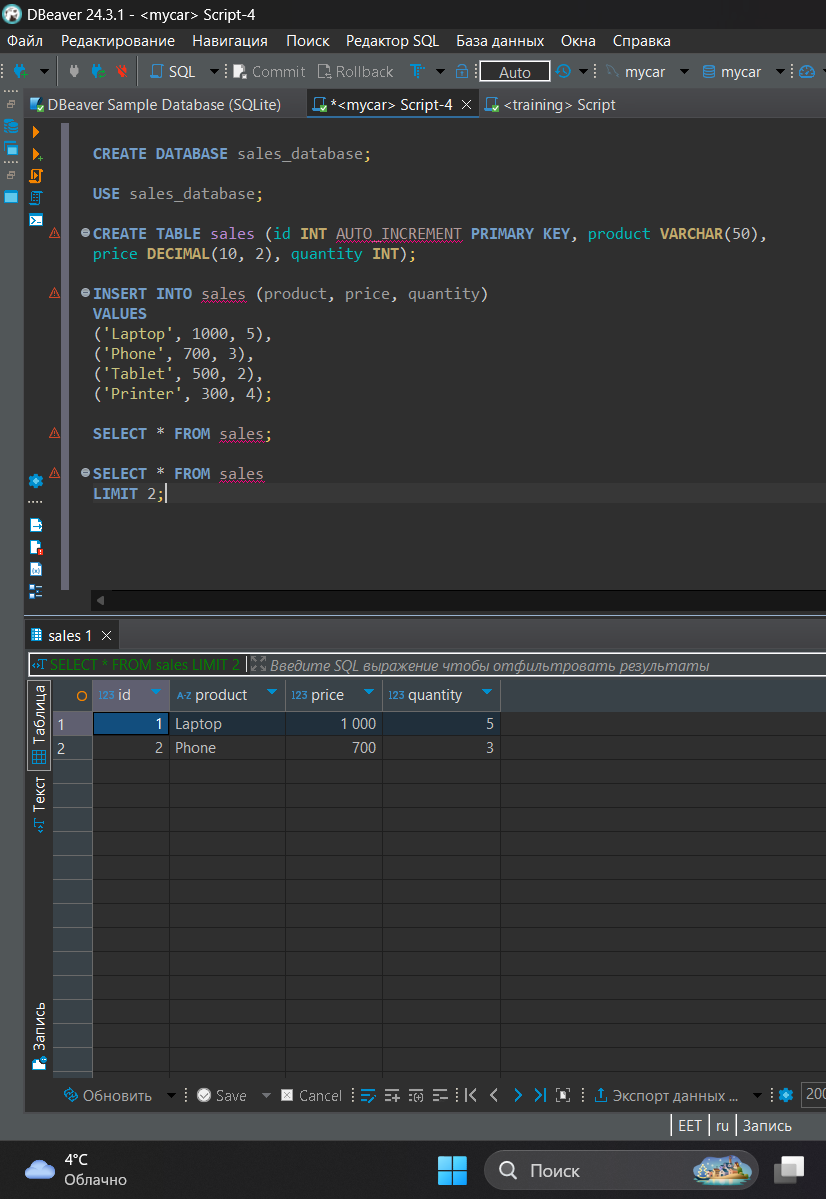 DBeaver 24.3.1 - <mycar> Script-4
Файл Редактирование Навигация Поиск Редактор SQL База данных Окна Справка
SQL Commit Rollback Auto mycar mycar
DBeaver Sample Database (SQLite) *<mycar> Script-4 <training> Script
CREATE DATABASE sales_database;
USE sales_database;
CREATE TABLE sales (id INT AUTO_INCREMENT PRIMARY KEY, product VARCHAR(50),
price DECIMAL(10, 2), quantity INT);
INSERT INTO sales (product, price, quantity)
VALUES
('Laptop', 1000, 5),
('Phone', 700, 3),
('Tablet', 500, 2),
('Printer', 300, 4);
SELECT * FROM sales;
SELECT * FROM sales
LIMIT 2;
sales 1
SELECT * FROM sales LIMIT 2 Введите SQL выражение чтобы отфильтровать результаты
Таблица
Текст
Запись
123 id A-Z product 123 price 123 quantity
1 1 Laptop 1 000 5
2 2 Phone 700 3
Обновить Save Cancel Экспорт данных ... 200
EET ru Запись
4°C
Облачно
Поиск